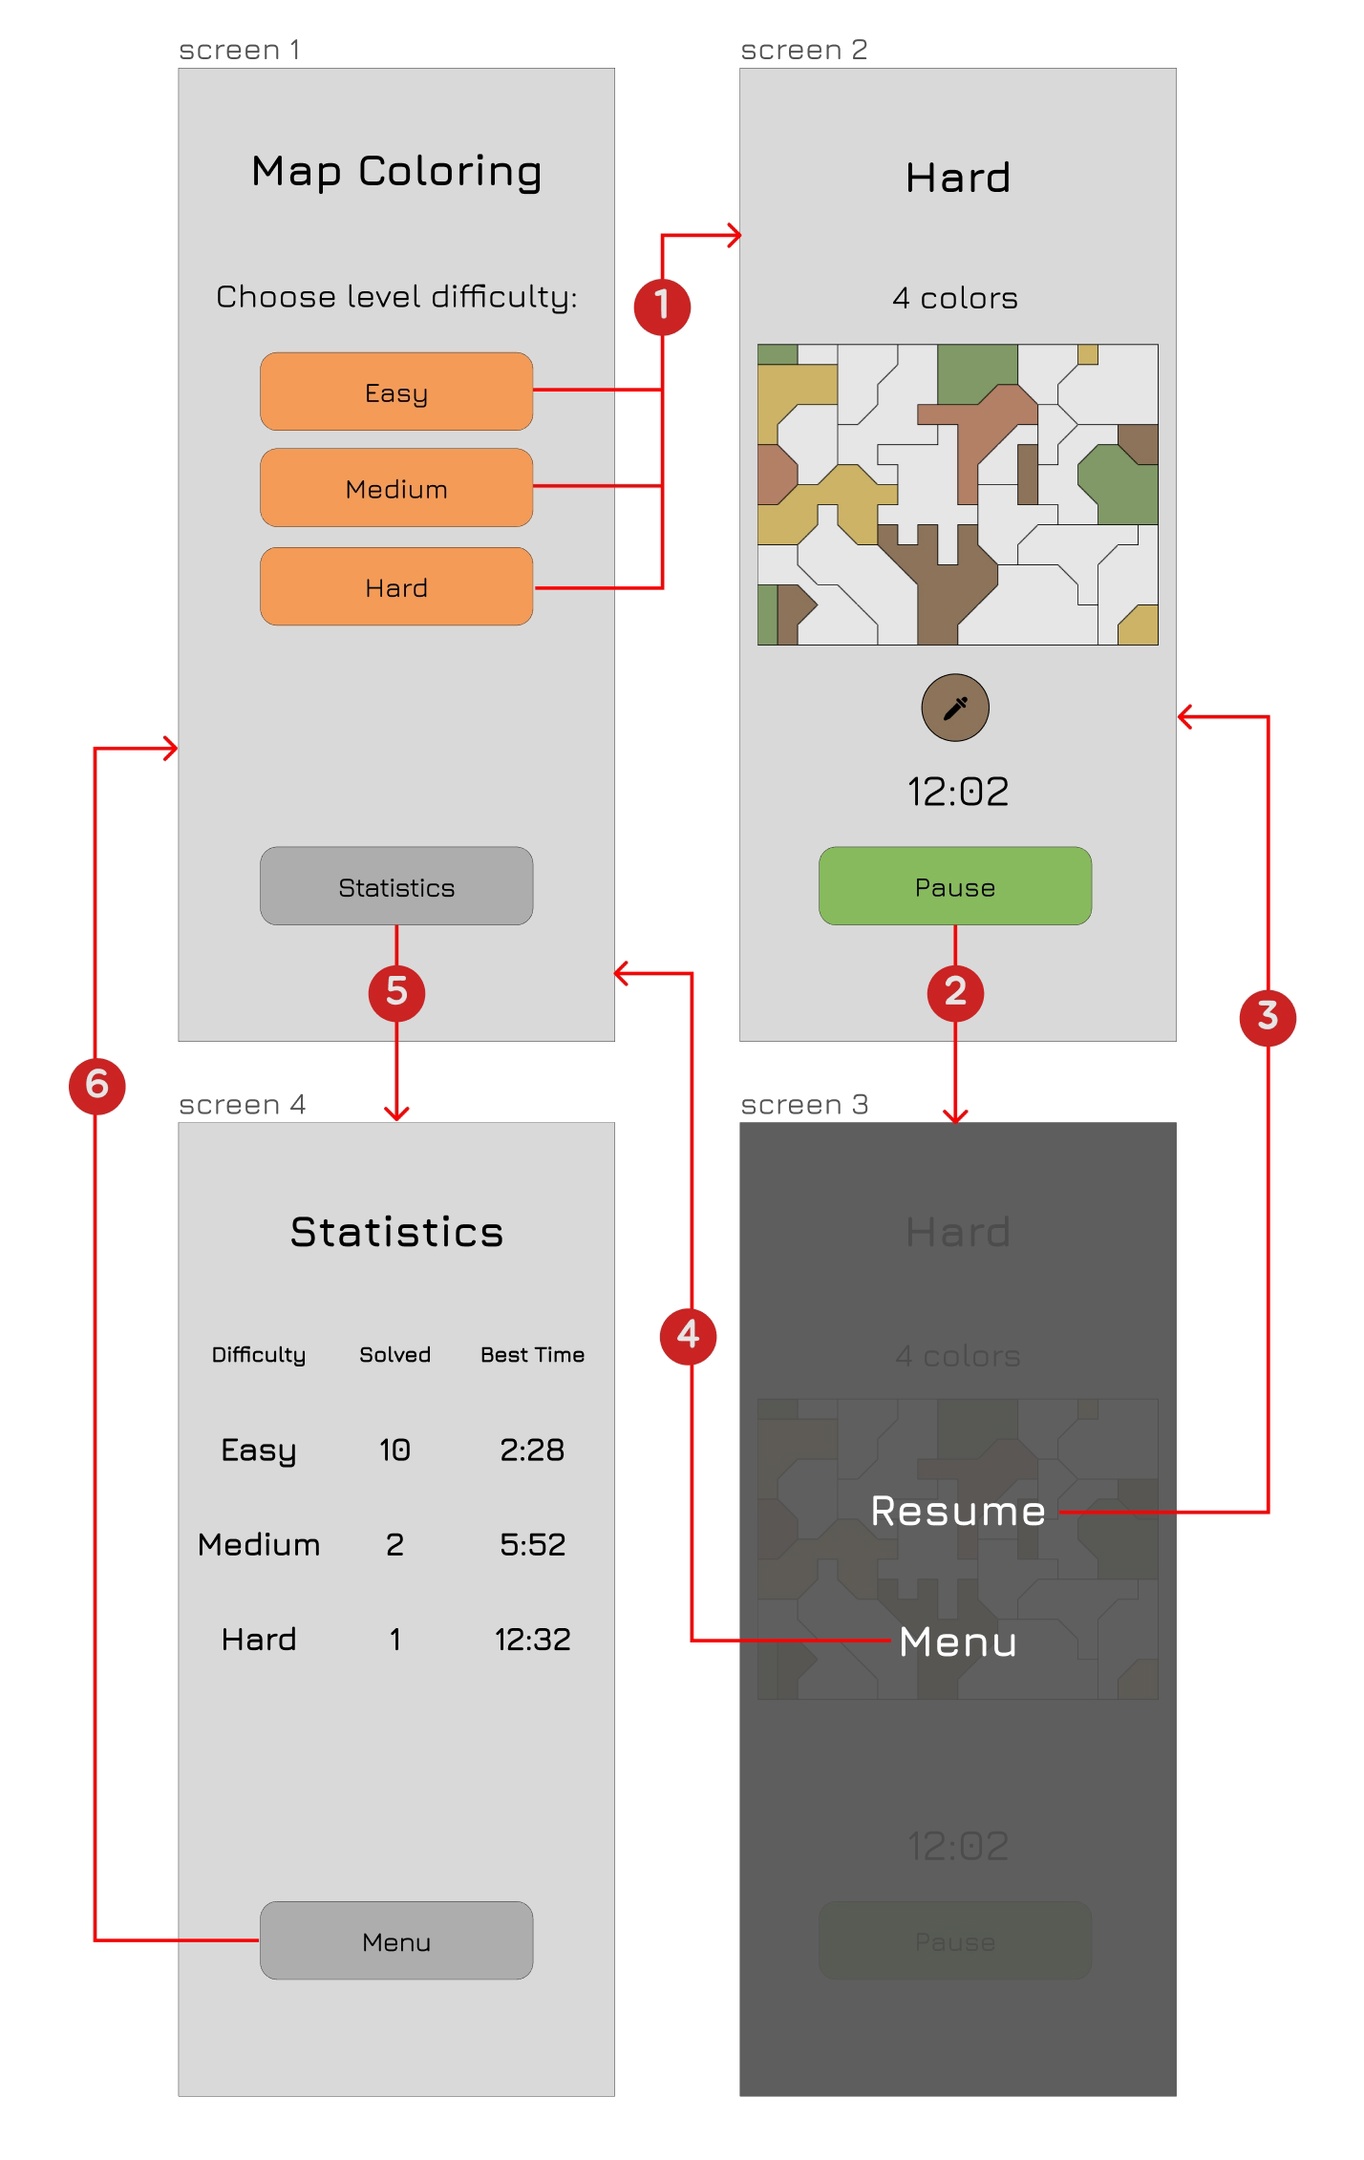 screen 1
Map Coloring
Choose level difficulty:
Easy
Medium
Hard
Statistics
screen 2
Hard
4 colors
12:02
Pause
1
2
3
4
5
6
screen 4
Statistics
Difficulty Solved Best Time
Easy 10 2:28
Medium 2 5:52
Hard 1 12:32
Menu
screen 3
Hard
4 colors
Resume
Menu
12:02
Pause